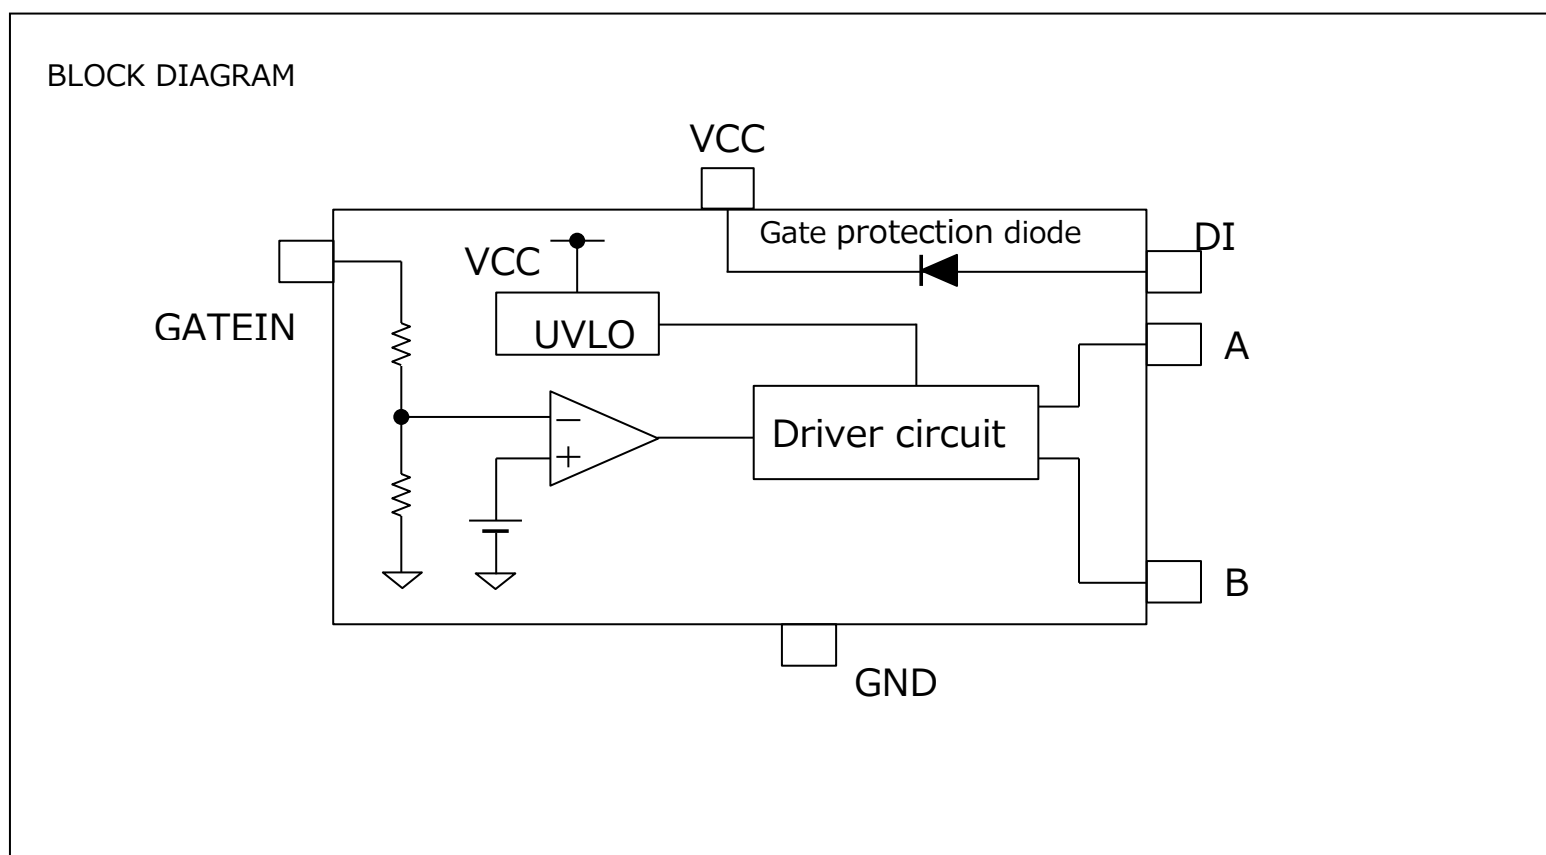 BLOCK DIAGRAM
VCC
Gate protection diode
DI
VCC
GATEIN
UVLO
A
−
Driver circuit
+
B
GND